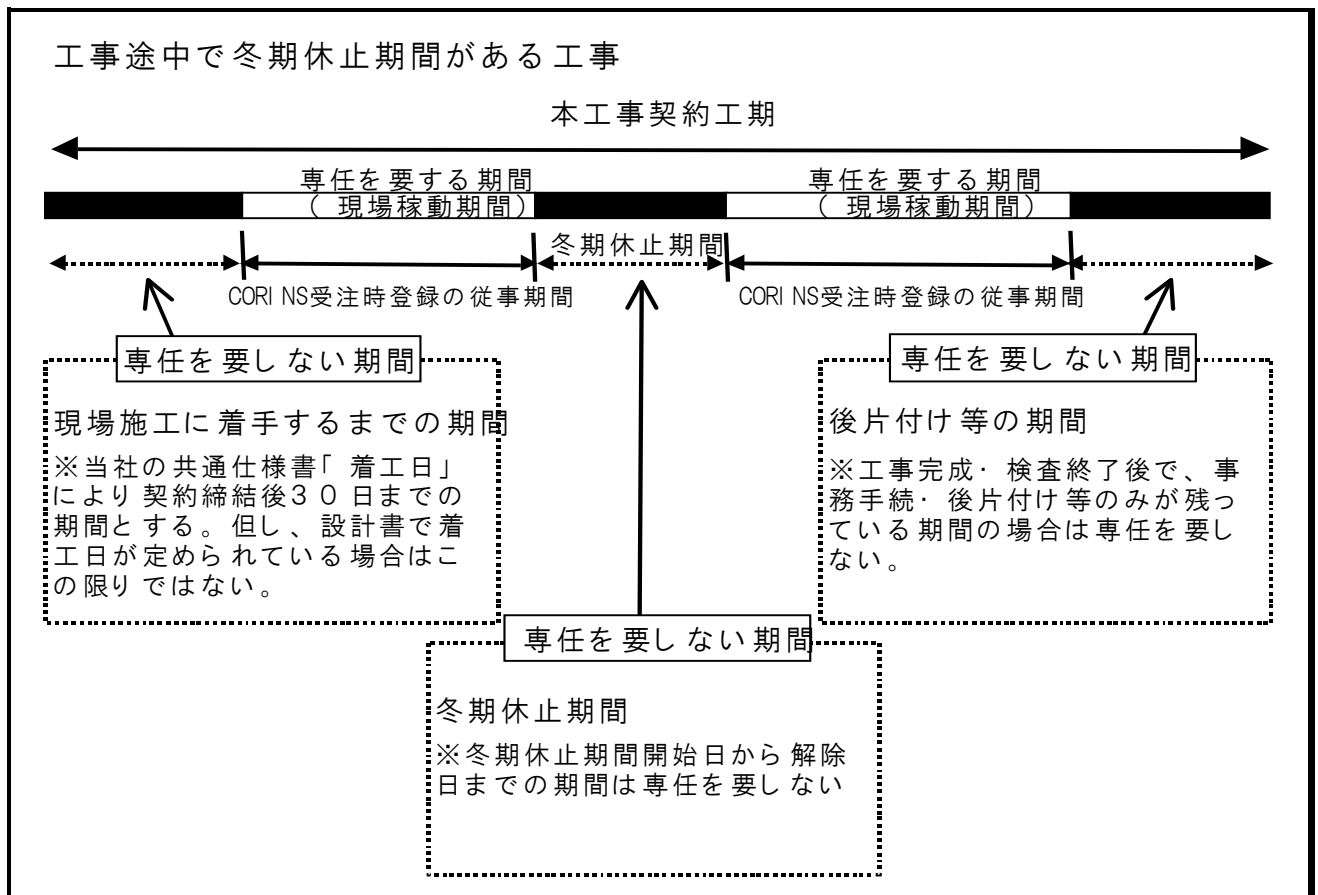 工事途中で冬期休止期間がある工事
本工事契約工期
専任を要する期間
(現場稼動期間)
専任を要する期間
(現場稼動期間)
冬期休止期間
CORINS受注時登録の従事期間
CORINS受注時登録の従事期間
専任を要しない期間
現場施工に着手するまでの期間
※当社の共通仕様書「着工日」
により契約締結後30日までの
期間とする。但し、設計書で着
工日が定められている場合はこ
の限りではない。
専任を要しない期間
後片付け等の期間
※工事完成・検査終了後で、事
務手続・後片付け等のみが残っ
ている期間の場合は専任を要し
ない。
専任を要しない期間
冬期休止期間
※冬期休止期間開始日から解除
日までの期間は専任を要しない